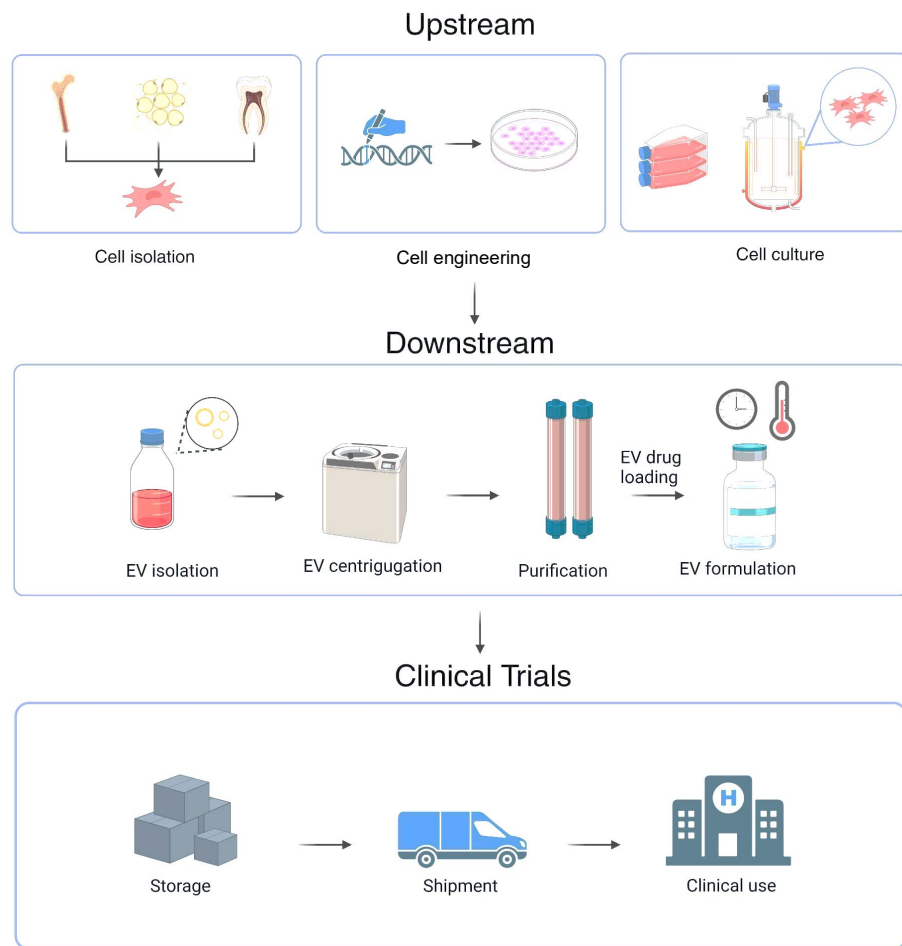 Upstream
Cell isolation
Cell engineering
Cell culture
Downstream
EV drug
loading
EV isolation
EV centrigugation
Purification
EV formulation
Clinical Trials
H
Storage
Shipment
Clinical use